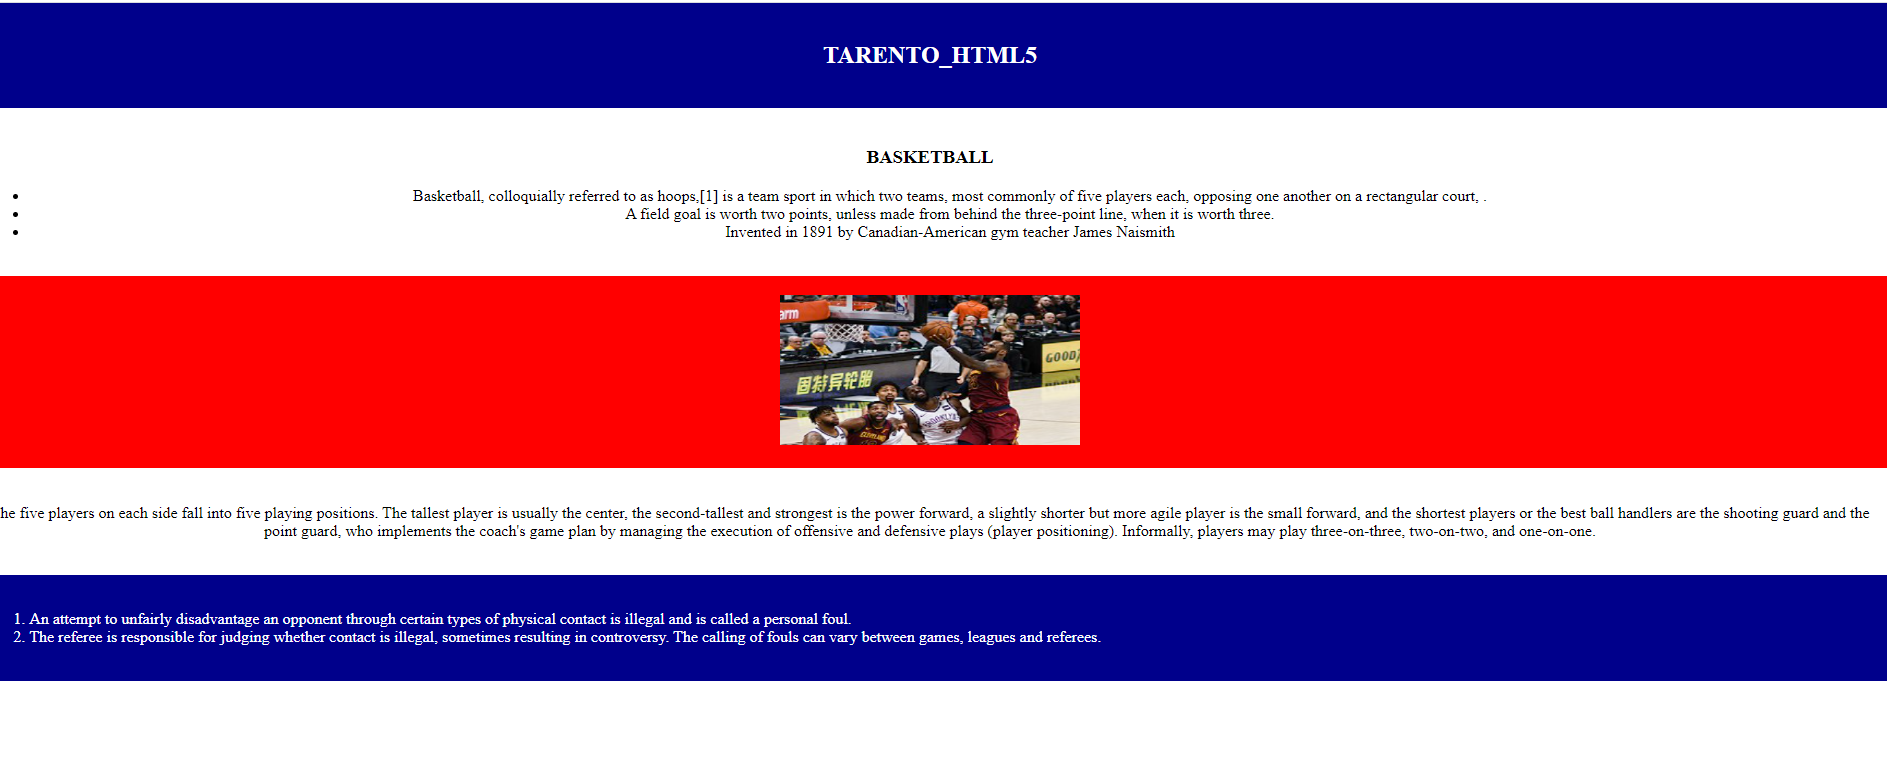 TARENTO_HTML5
BASKETBALL
Basketball, colloquially referred to as hoops,[1] is a team sport in which two teams, most commonly of five players each, opposing one another on a rectangular court, .
A field goal is worth two points, unless made from behind the three-point line, when it is worth three.
Invented in 1891 by Canadian-American gym teacher James Naismith
arm
GOOD
固特异轮胎
BROOKLYN
CLEVELAND
he five players on each side fall into five playing positions. The tallest player is usually the center, the second-tallest and strongest is the power forward, a slightly shorter but more agile player is the small forward, and the shortest players or the best ball handlers are the shooting guard and the
point guard, who implements the coach's game plan by managing the execution of offensive and defensive plays (player positioning). Informally, players may play three-on-three, two-on-two, and one-on-one.
1. An attempt to unfairly disadvantage an opponent through certain types of physical contact is illegal and is called a personal foul.
2. The referee is responsible for judging whether contact is illegal, sometimes resulting in controversy. The calling of fouls can vary between games, leagues and referees.